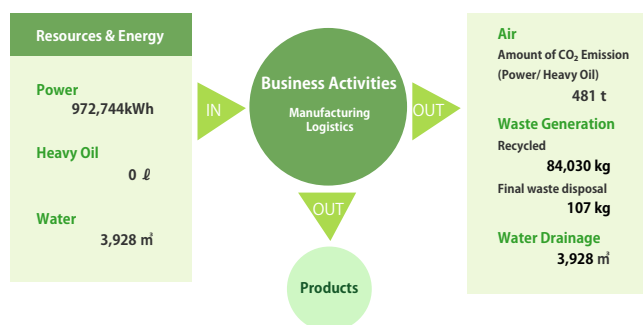 Resources & Energy
Power
972,744kWh
Heavy Oil
0 ℓ
Water
3,928 ㎥
IN
Business Activities
Manufacturing
Logistics
OUT
OUT
Products
Air
Amount of CO₂ Emission
(Power/ Heavy Oil)
481 t
Waste Generation
Recycled
84,030 kg
Final waste disposal
107 kg
Water Drainage
3,928 ㎥